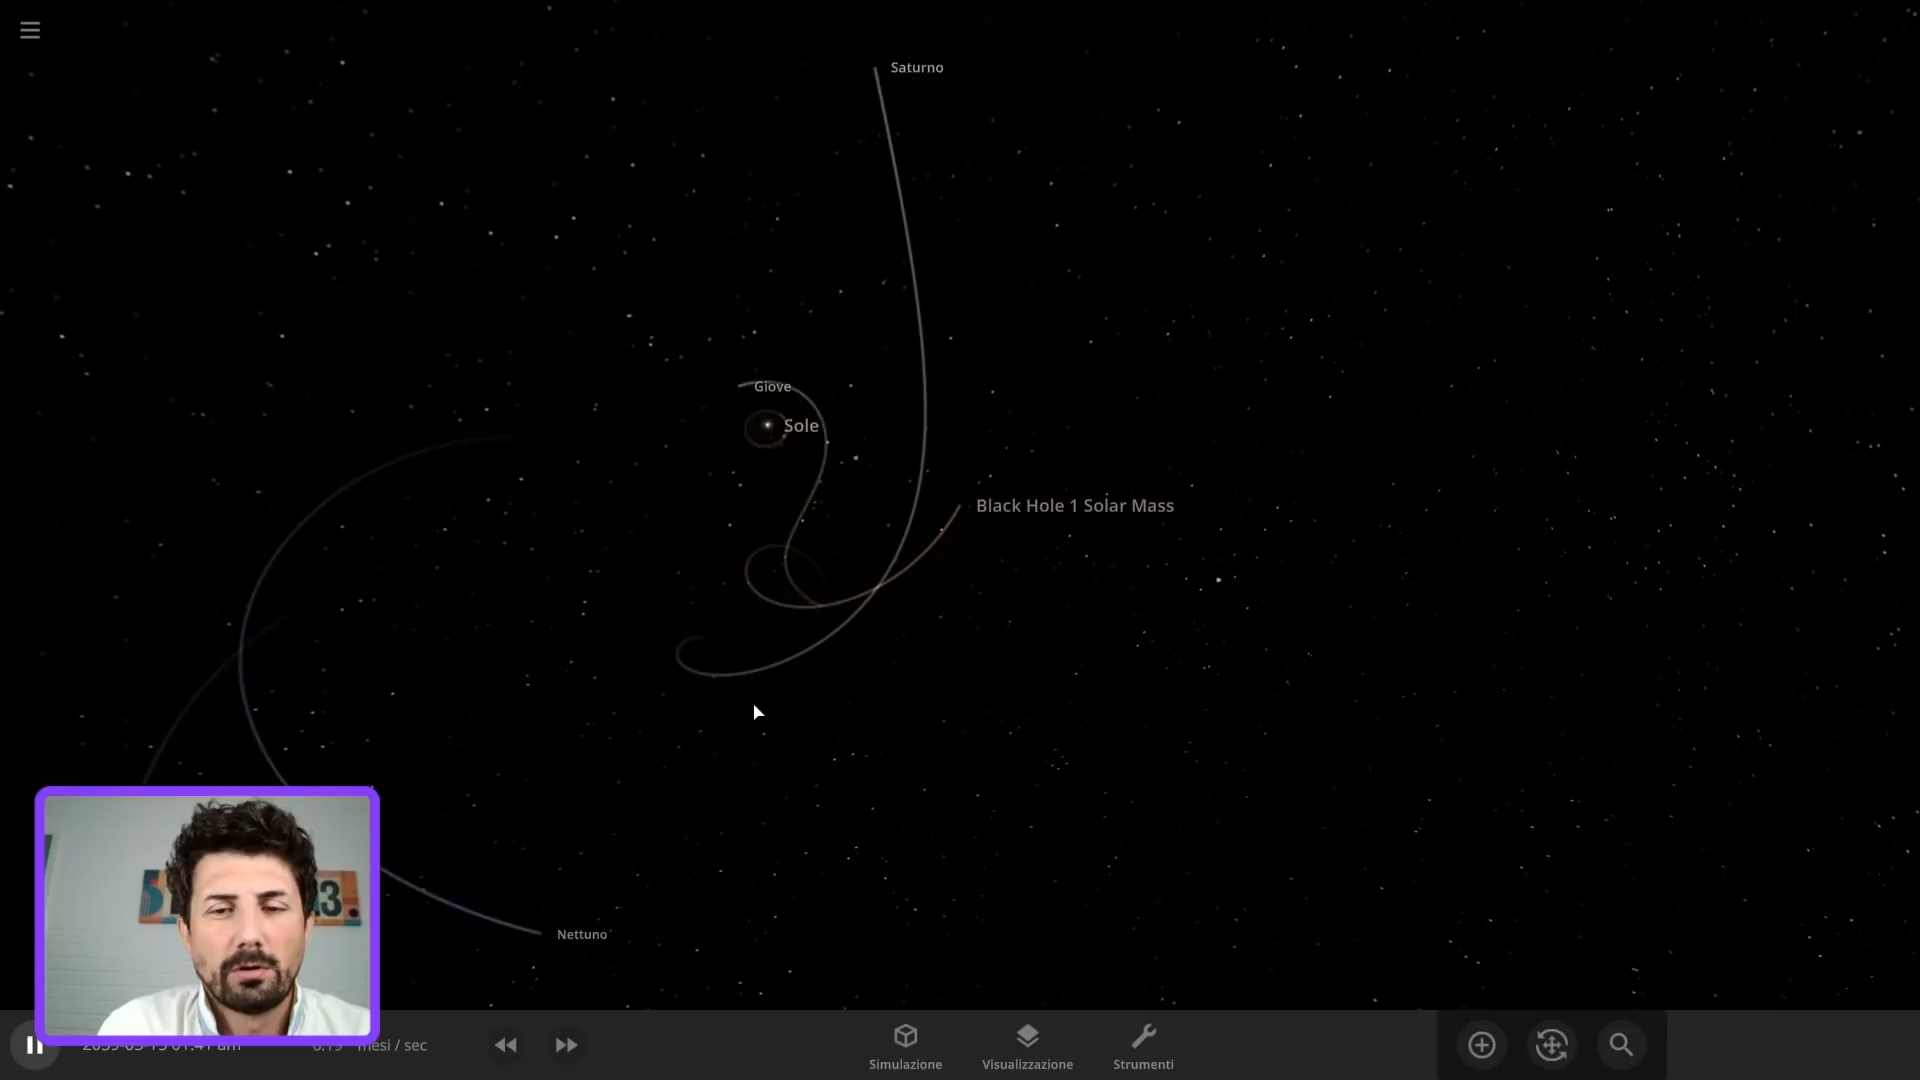 Saturno
Giove
Sole
Black Hole 1 Solar Mass
Nettuno
mesi / sec
Simulazione
Visualizzazione
Strumenti